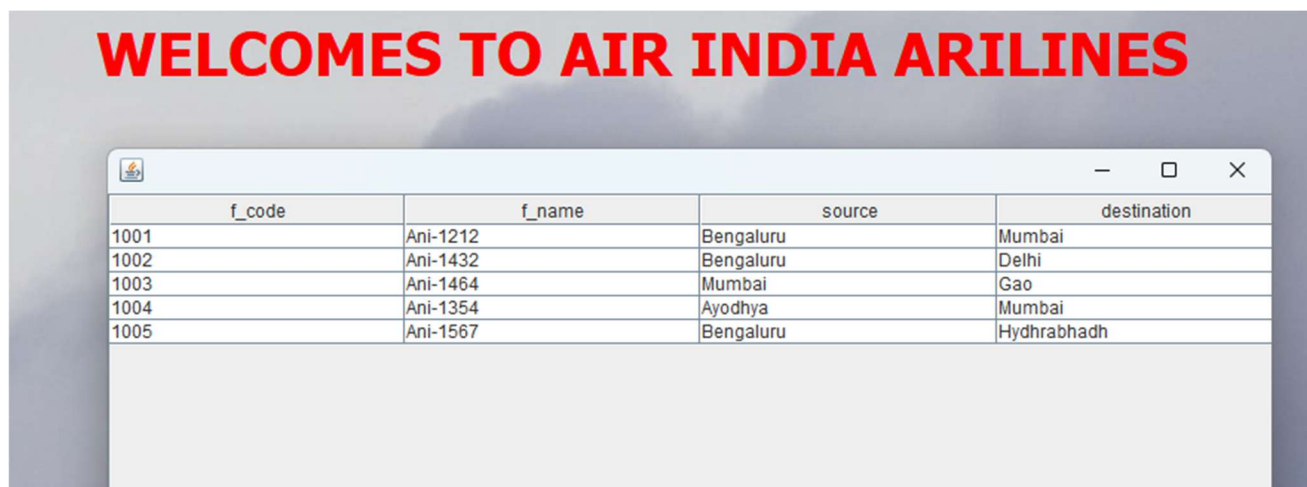 WELCOMES TO AIR INDIA ARILINES
f_code f_name source destination
1001 Ani-1212 Bengaluru Mumbai
1002 Ani-1432 Bengaluru Delhi
1003 Ani-1464 Mumbai Gao
1004 Ani-1354 Ayodhya Mumbai
1005 Ani-1567 Bengaluru Hydhrabhadh